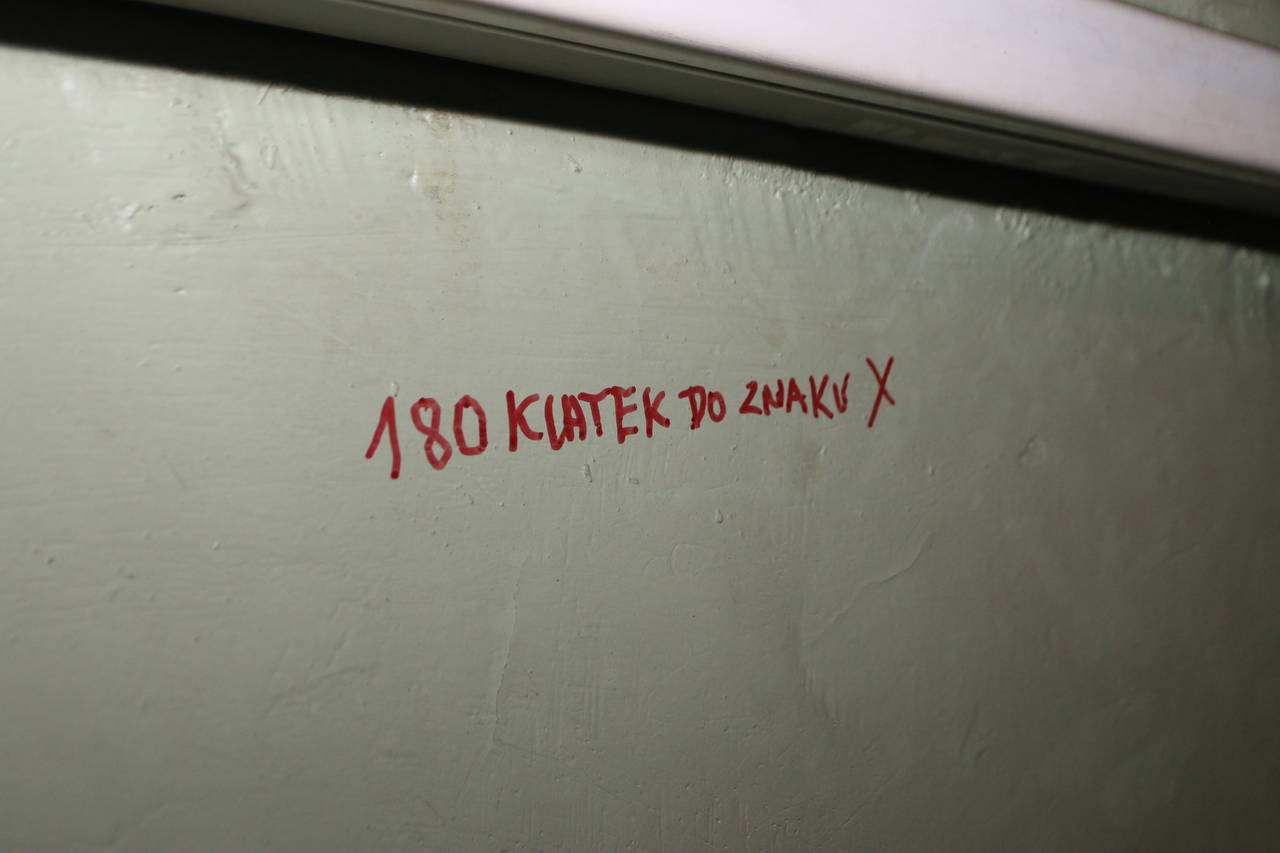 180 KLATEK DO ZNAKU X